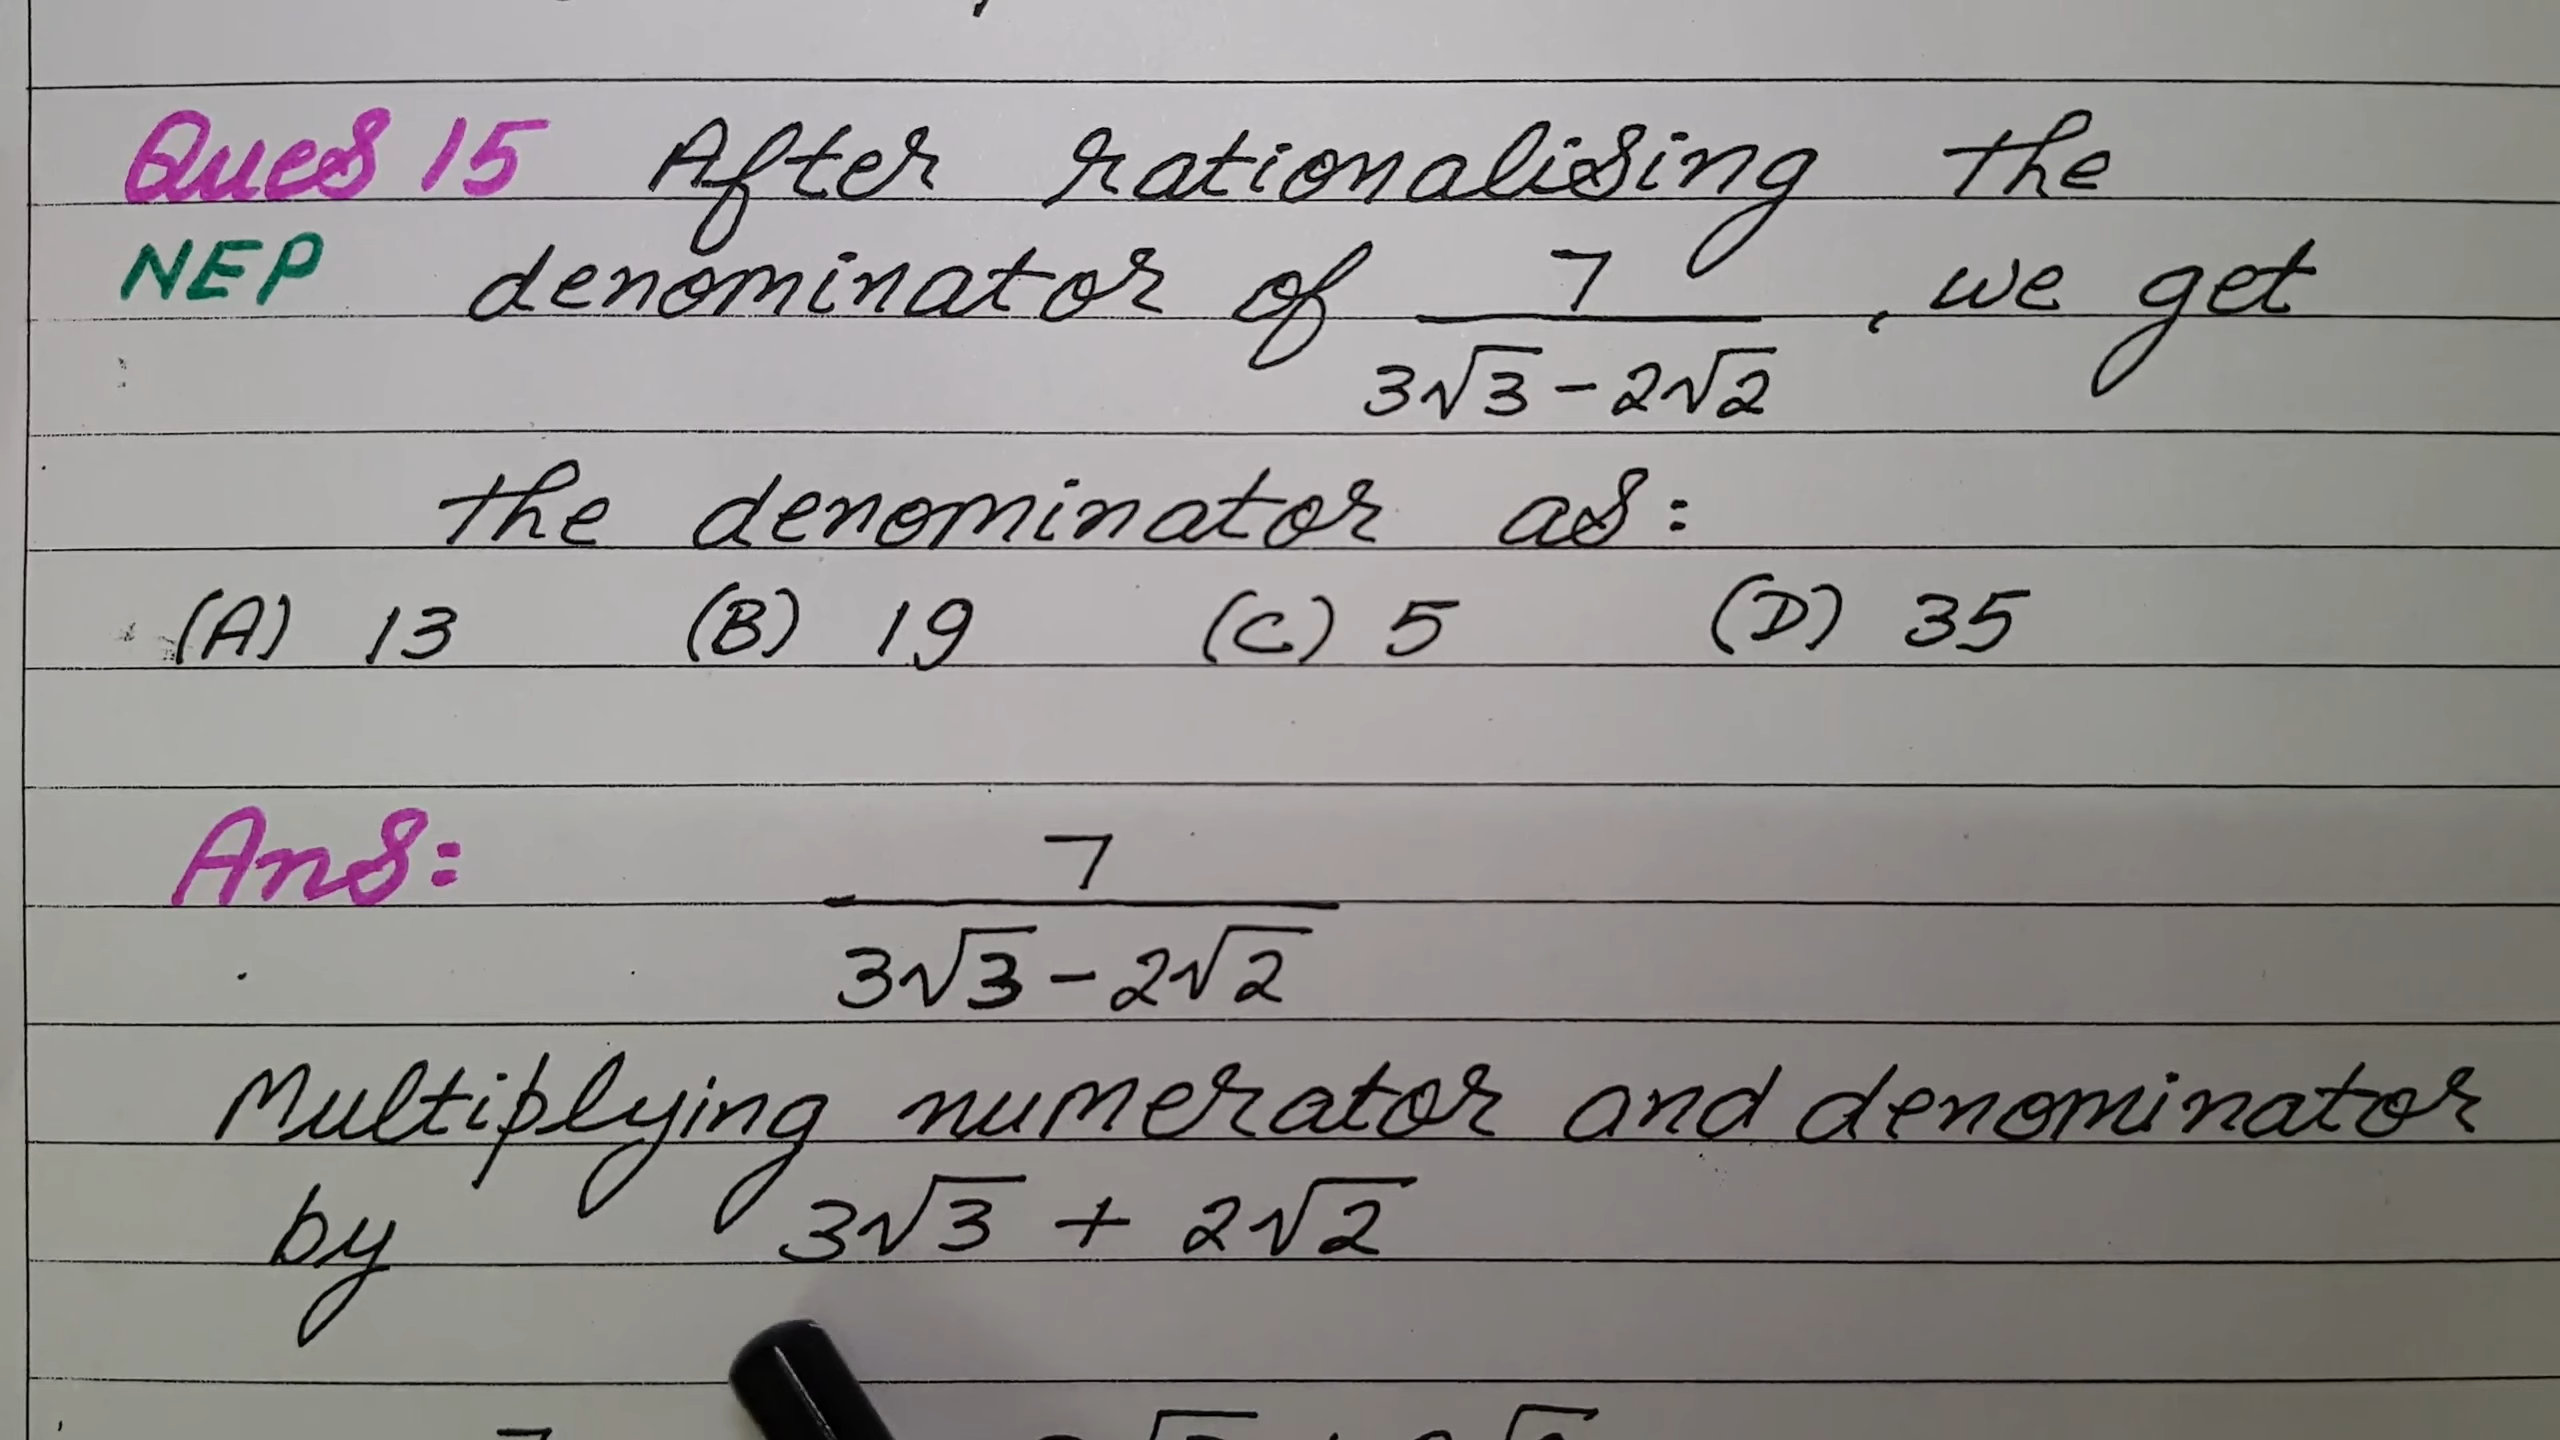 Ques 15 After rationalising the
NEP denominator of 7/(3√3-2√2), we get
the denominator as:
(A) 13 (B) 19 (C) 5 (D) 35
Ans: 7/(3√3-2√2)
Multiplying numerator and denominator
by 3√3 + 2√2